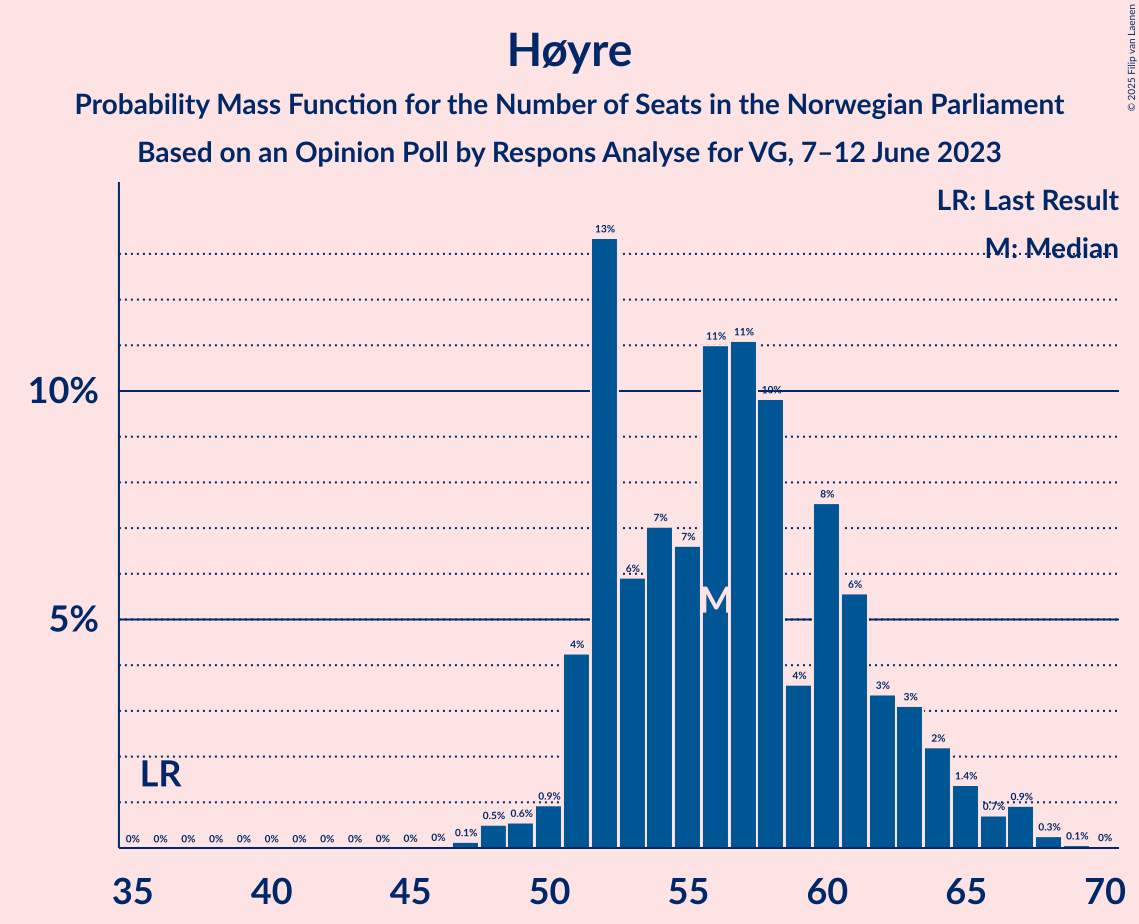 © 2025 Filip van Laenen
Høyre
Probability Mass Function for the Number of Seats in the Norwegian Parliament
Based on an Opinion Poll by Respons Analyse for VG, 7–12 June 2023
LR: Last Result
M: Median
13%
11% 11%
10% 10%
8%
7% 7%
6% 6%
M
5%
4% 4%
3% 3%
2%
LR
1.4%
0.5% 0.6% 0.9% 0.7% 0.9%
0% 0% 0% 0% 0% 0% 0% 0% 0% 0% 0% 0% 0.1% 0.3% 0.1% 0%
35 40 45 50 55 60 65 70